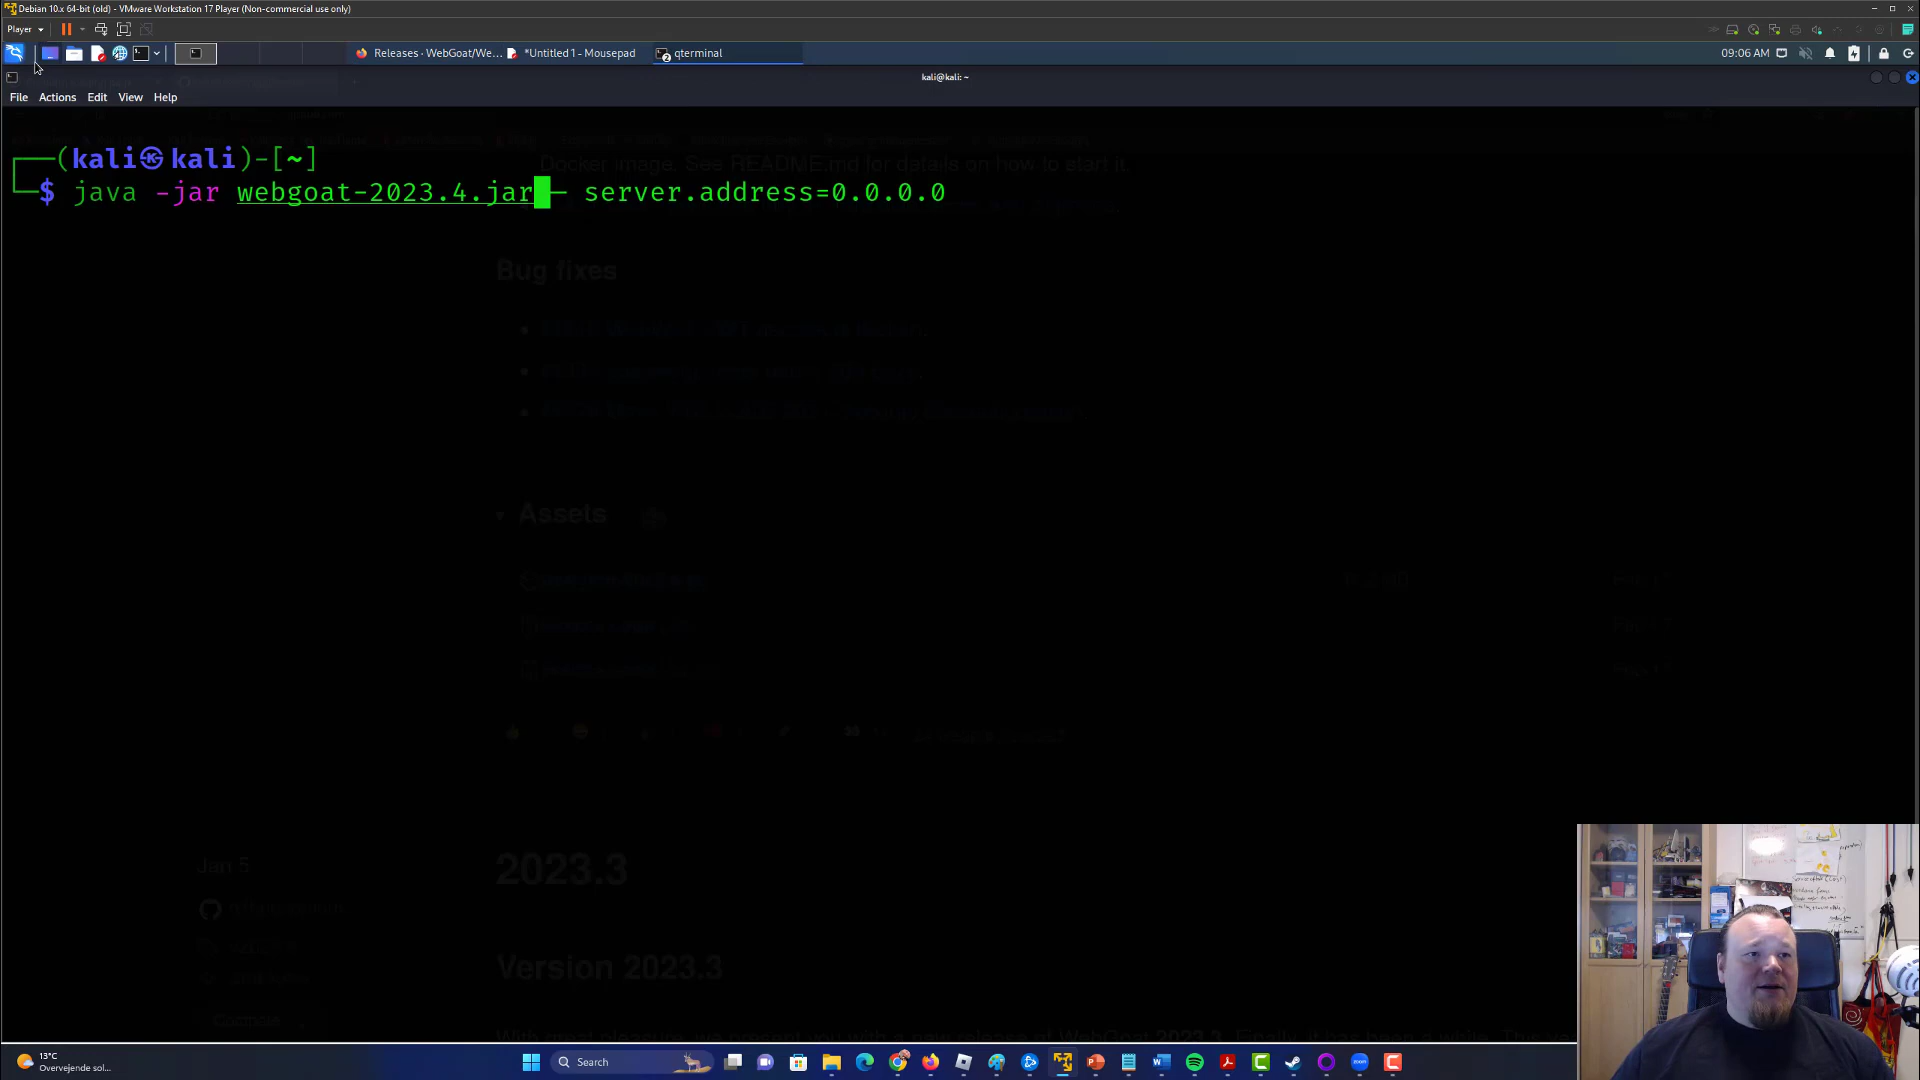 Debian 10.x 64-bit (old) - VMware Workstation 17 Player (Non-commercial use only)
Player
Releases · WebGoat/We...
*Untitled 1 - Mousepad
qterminal
09:06 AM
kali@kali: ~
File Actions Edit View Help
(kali㉿kali)-[~]
Docker image. See README.md for details on how to start it.
$ java -jar webgoat-2023.4.jar — server.address=0.0.0.0
Bug fixes
Assets
Jan 5
2023.3
Compare
Version 2023.3
13°C
Overvejende sol...
Search